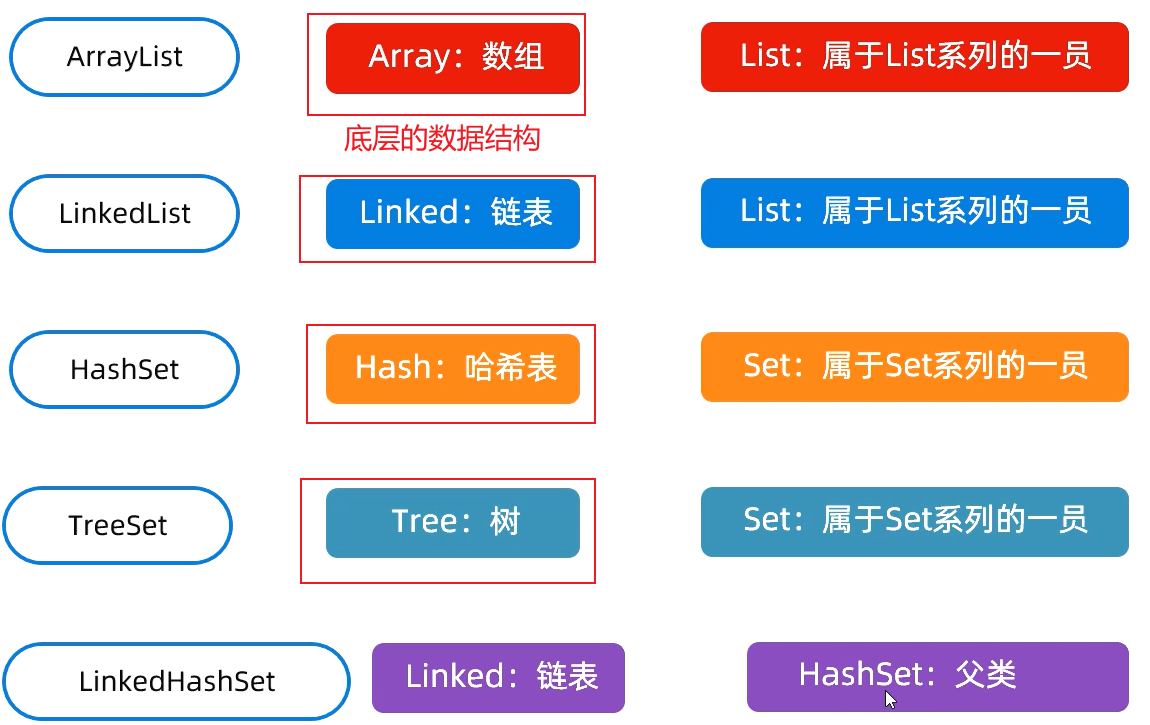 ArrayList
Array：数组
List：属于List系列的一员
底层的数据结构
LinkedList
Linked：链表
List：属于List系列的一员
HashSet
Hash：哈希表
Set：属于Set系列的一员
TreeSet
Tree：树
Set：属于Set系列的一员
LinkedHashSet
Linked：链表
HashSet：父类